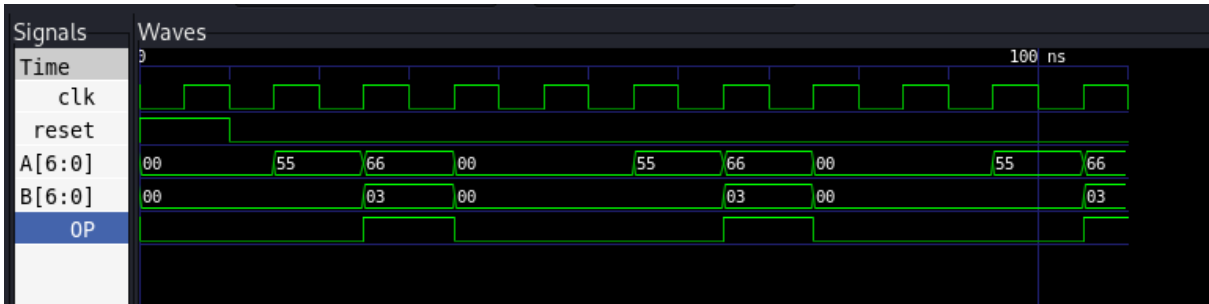 Signals Waves
Time 0 100 ns
clk
reset
A[6:0] 00 55 66 00 55 66 00 55 66
B[6:0] 00 03 00 03 00 03
OP